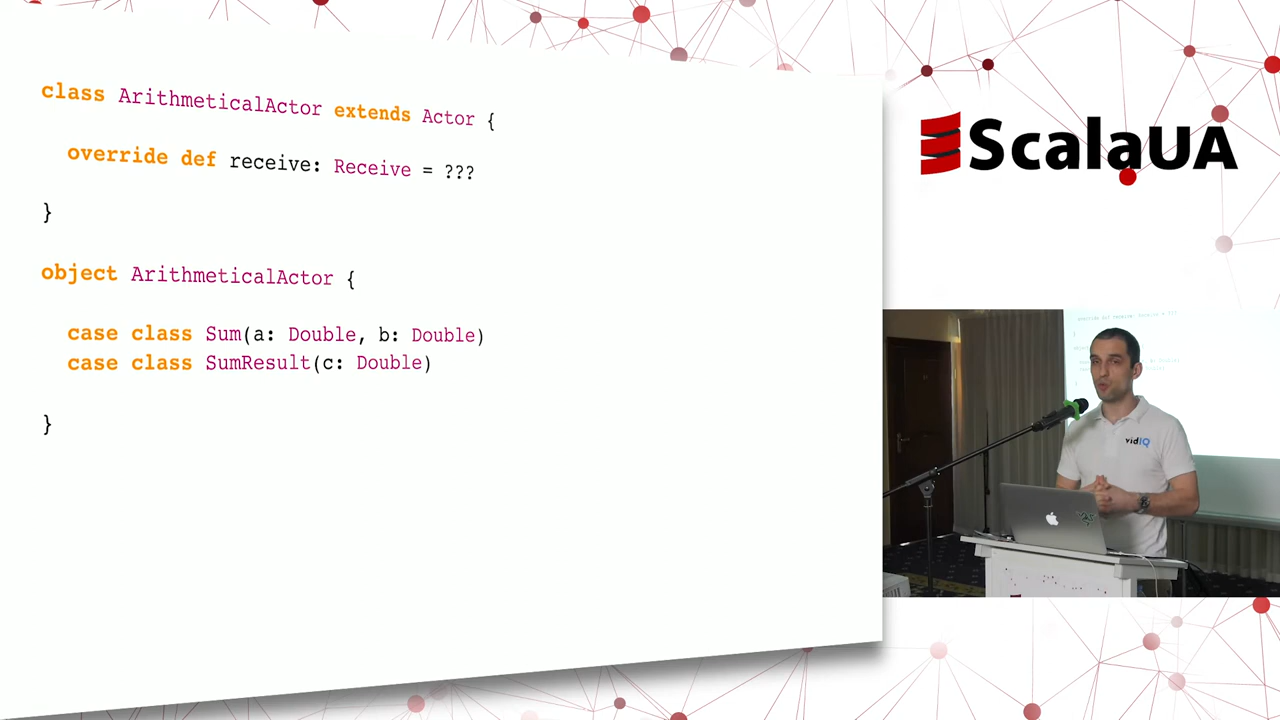 class ArithmeticalActor extends Actor {
override def receive: Receive = ???
}
object ArithmeticalActor {
case class Sum(a: Double, b: Double)
case class SumResult(c: Double)
}
ScalaUA
vidIQ